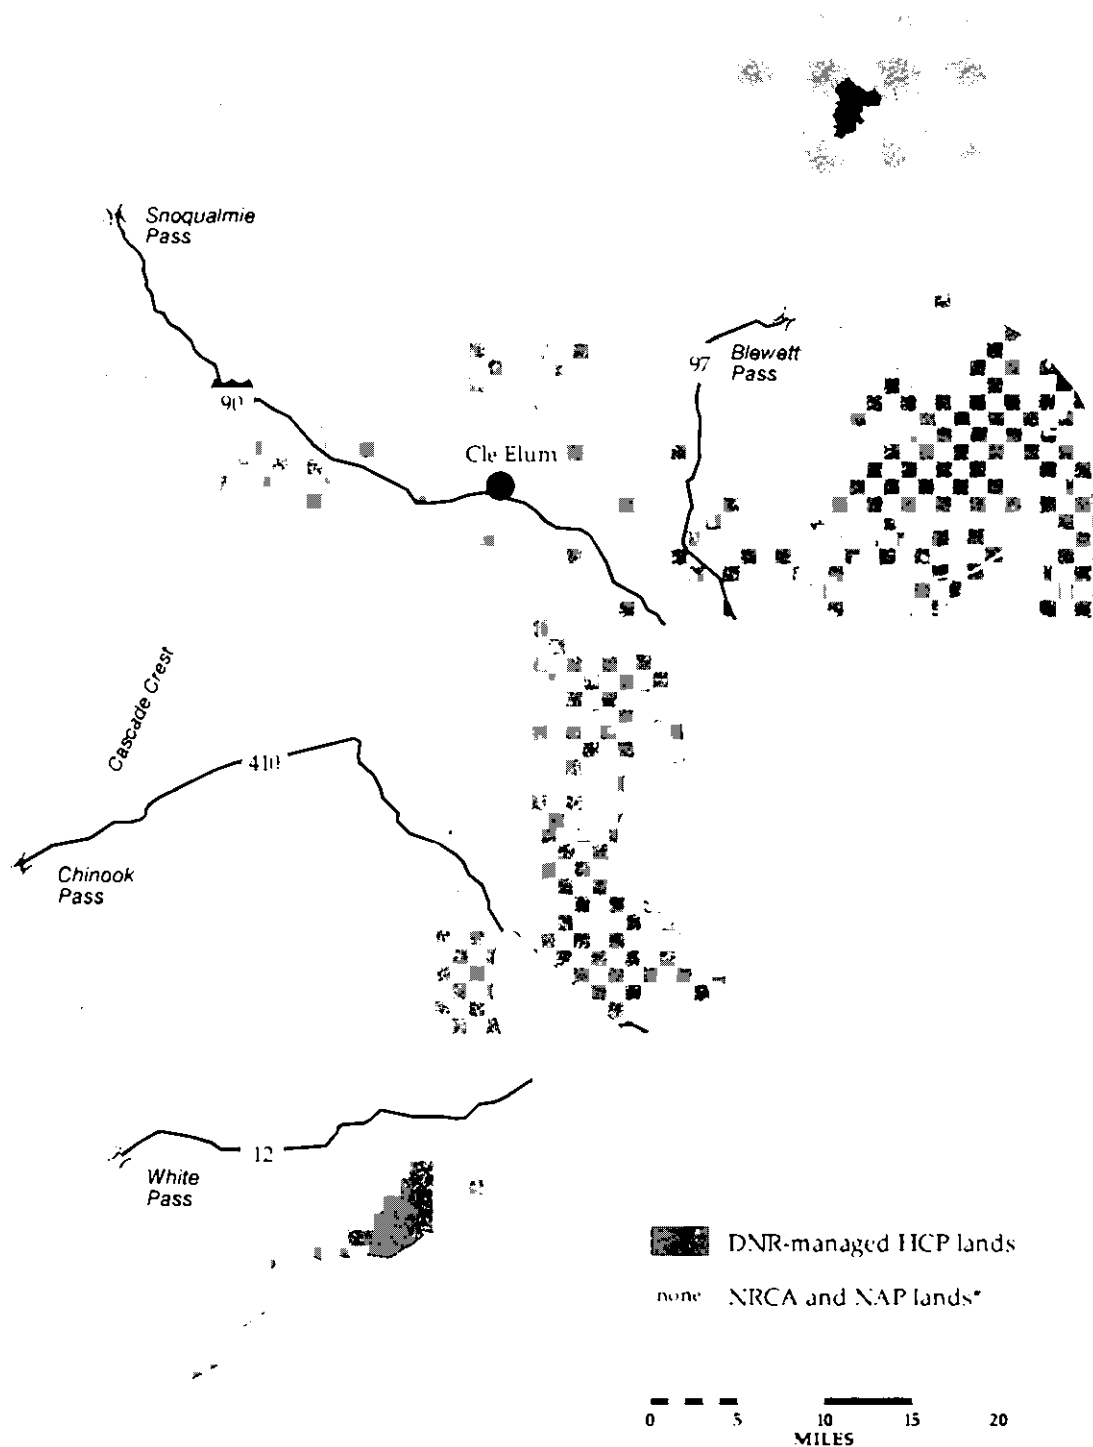 Snoqualmie
Pass
97
Blewett
Pass
90
Cle Elum
Cascade Crest
410
Chinook
Pass
12
White
Pass
DNR-managed HCP lands
none NRCA and NAP lands*
0 5 10 15 20
MILES